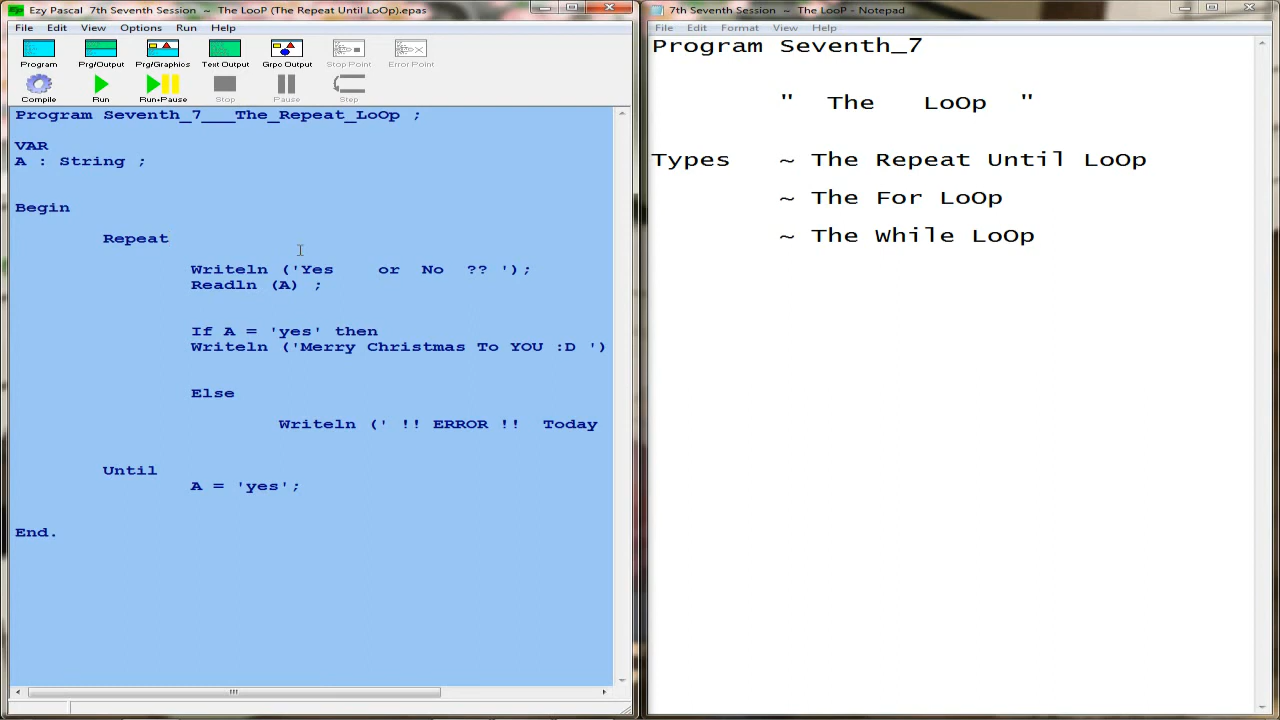 Ezy Pascal  7th Seventh Session  ~  The LooP (The Repeat Until LoOp).epas
File Edit View Options Run Help
Program Prg/Output Prg/Graphics Text Output Grpc Output Stop Point Error Point
Compile Run Run+Pause Stop Pause Step
Program Seventh_7___The_Repeat_LoOp ;
VAR
A : String ;
Begin
Repeat
Writeln ('Yes    or  No  ?? ');
Readln (A) ;
If A = 'yes' then
Writeln ('Merry Christmas To YOU :D ')
Else
Writeln (' !! ERROR !!  Today
Until
A = 'yes';
End.
7th Seventh Session  ~  The LooP - Notepad
File Edit Format View Help
Program Seventh_7
"  The   LoOp  "
Types   ~ The Repeat Until LoOp
~ The For LoOp
~ The While LoOp